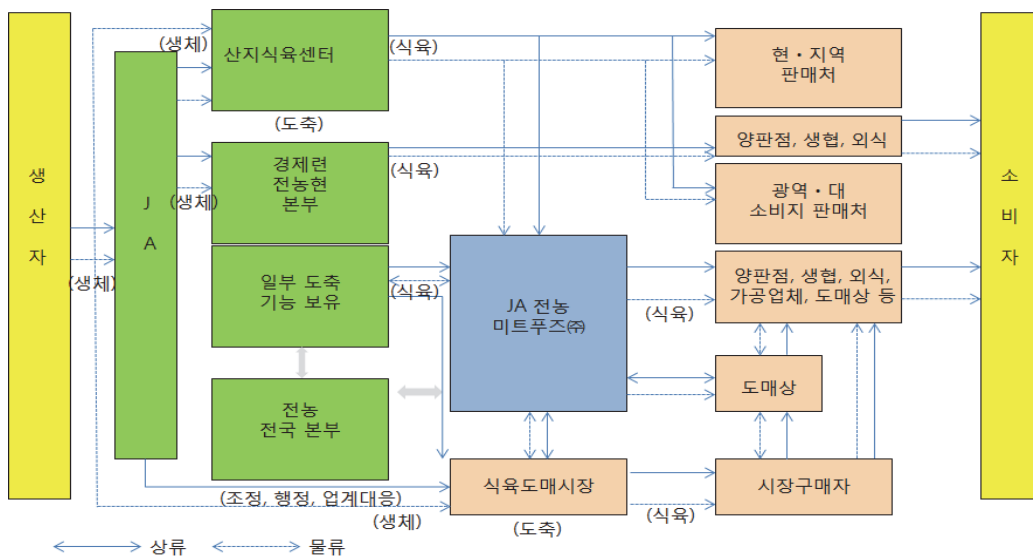 생
산
자
(생체)
J
A
(생체)
산지식육센터
(도축)
(식육)
(생체)
경제련
전농현
본부
(식육)
일부 도축
기능 보유
(식육)
전농
전국 본부
(조정, 행정, 업계대응)
(생체)
JA 전농
미트푸즈㈜
식육도매시장
(도축)
(식육)
(식육)
현・지역
판매처
양판점, 생협, 외식
광역・대
소비지 판매처
양판점, 생협, 외식,
가공업체, 도매상 등
도매상
시장구매자
소
비
자
상류
물류